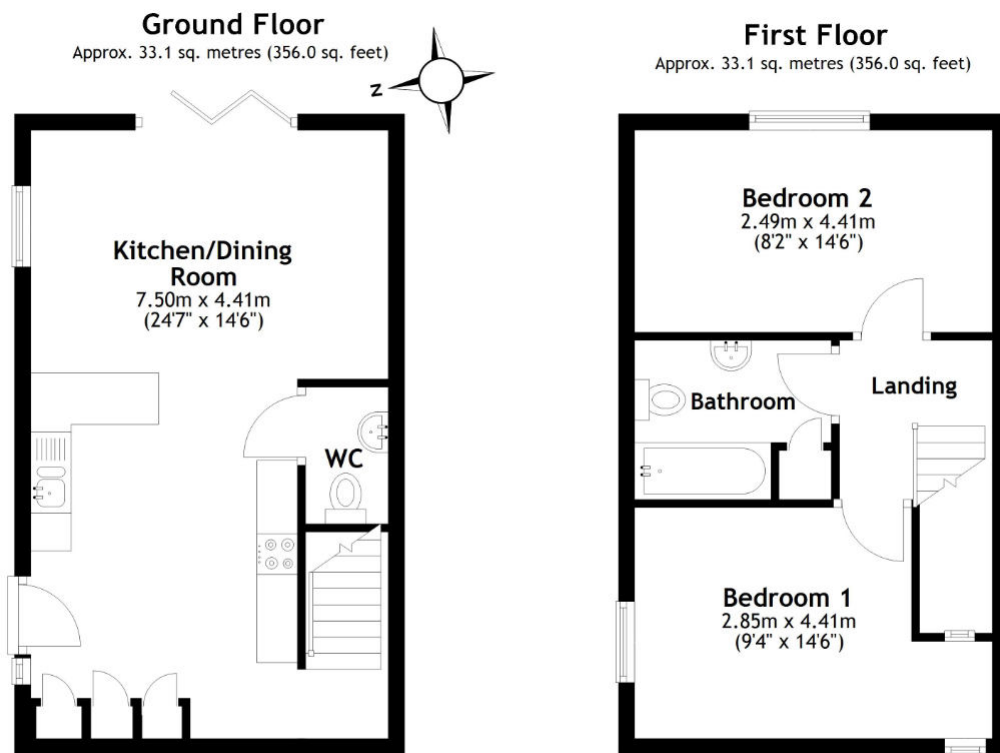 Ground Floor
Approx. 33.1 sq. metres (356.0 sq. feet)
Z
Kitchen/Dining
Room
7.50m x 4.41m
(24'7" x 14'6")
WC
First Floor
Approx. 33.1 sq. metres (356.0 sq. feet)
Bedroom 2
2.49m x 4.41m
(8'2" x 14'6")
Bathroom
Landing
Bedroom 1
2.85m x 4.41m
(9'4" x 14'6")